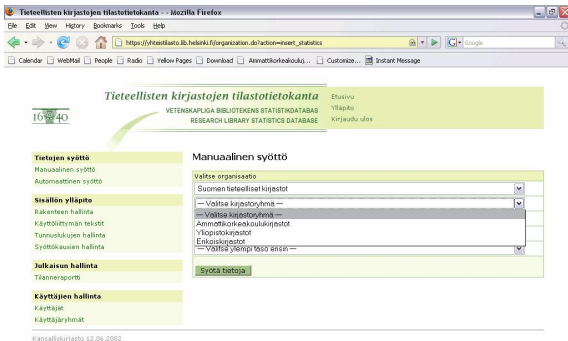 Tieteellisten kirjastojen tilastotietokanta - - Mozilla Firefox
File Edit View History Bookmarks Tools Help
https://yhteistilasto.lib.helsinki.fi/organization.do?action=insert_statistics
Google
Calendar WebMail People Radio Yellow Pages Download Ammattikorkeakouluj... Customize... Instant Message
Tieteellisten kirjastojen tilastotietokanta
VETENSKAPLIGA BIBLIOTEKENS STATISTIKDATABAS
RESEARCH LIBRARY STATISTICS DATABASE
Etusivu
Ylläpito
Kirjaudu ulos
16 40
Tietojen syöttö
Manuaalinen syöttö
Automaattinen syöttö
Sisällön ylläpito
Rakenteen hallinta
Käyttöliittymän tekstit
Tunnuslukujen hallinta
Syöttökausien hallinta
Julkaisun hallinta
Tilanneraportti
Käyttäjien hallinta
Käyttäjät
Käyttäjäryhmät
Manuaalinen syöttö
Valitse organisaatio
Suomen tieteelliset kirjastot
— Valitse kirjastoryhmä —
— Valitse kirjastoryhmä —
Ammattikorkeakoulukirjastot
Yliopistokirjastot
Erikoiskirjastot
— Valitse ylempi taso ensin —
Syötä tietoja
Kansalliskirjasto 12.06.2002